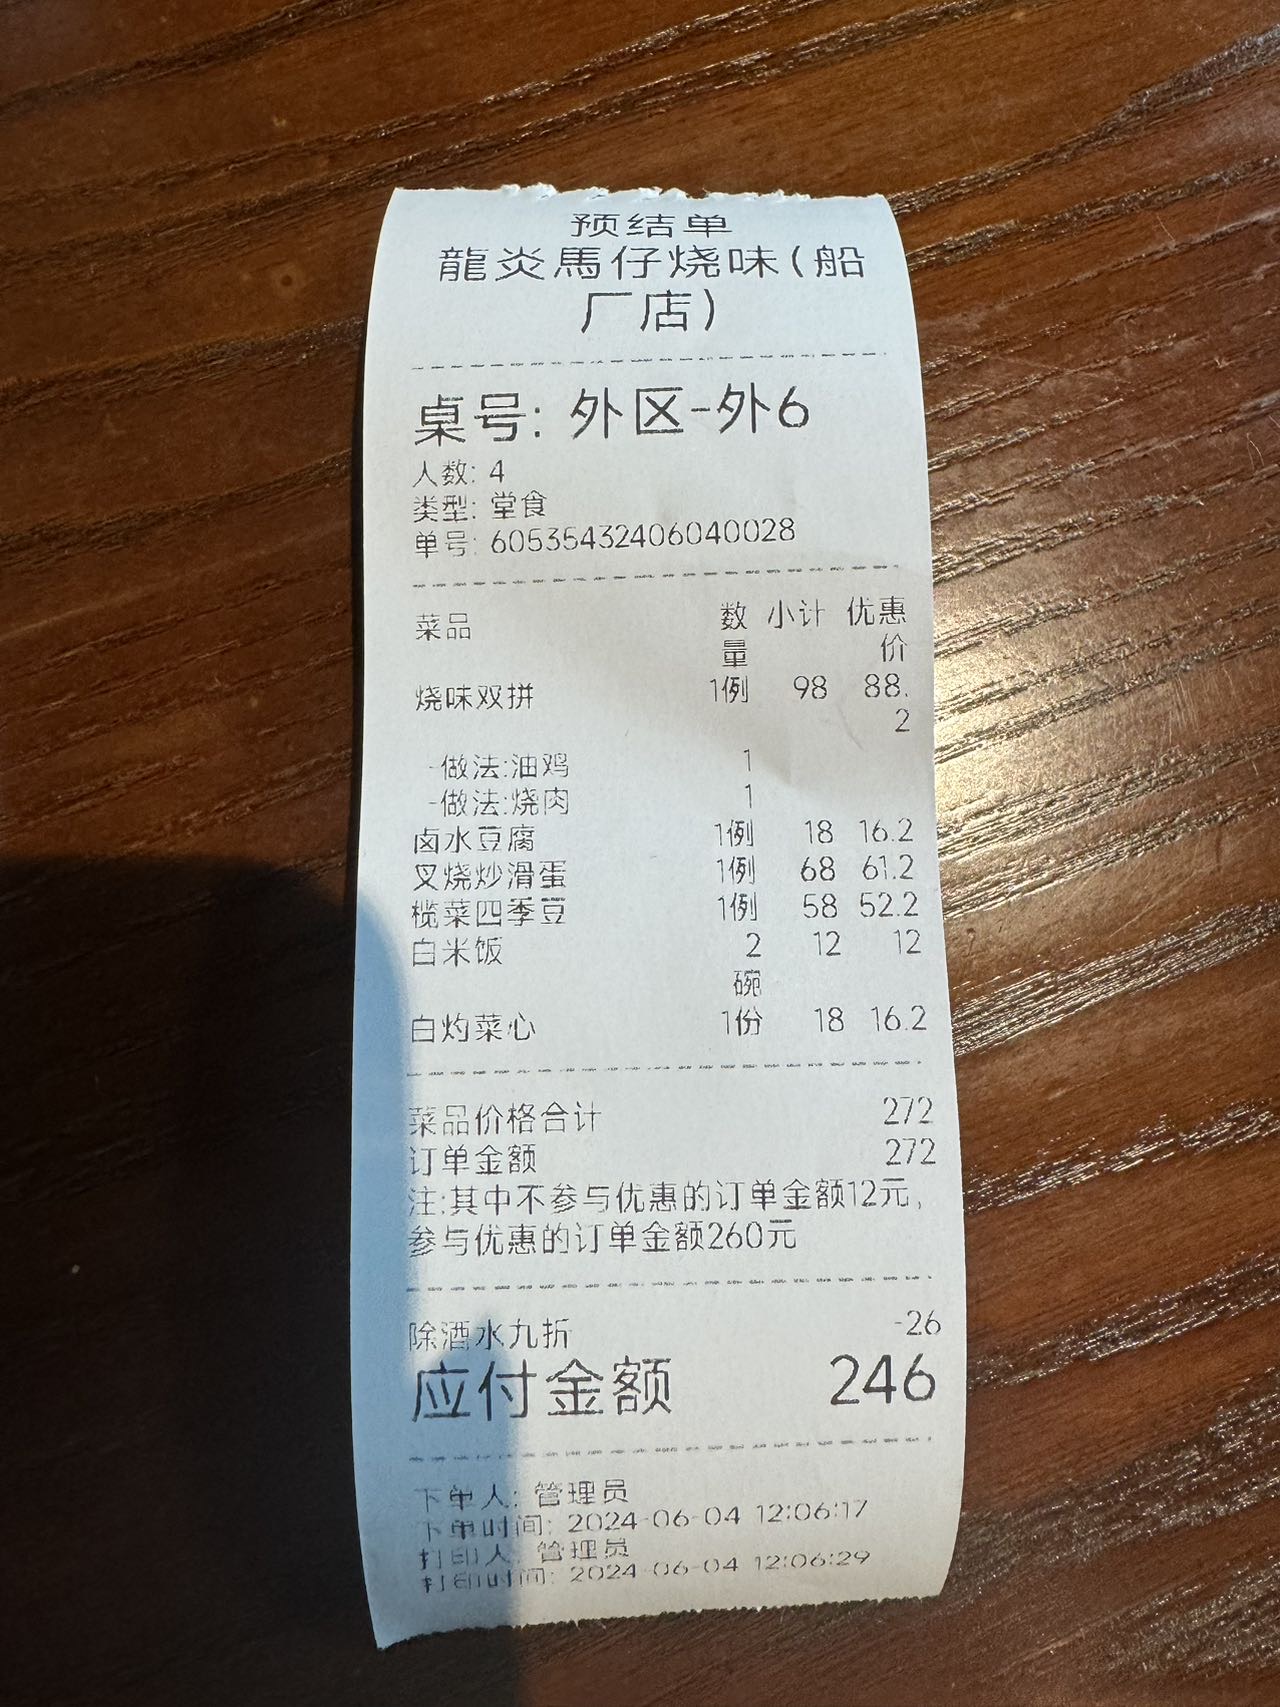 预结单
龍炎馬仔烧味(船
厂店)
桌号: 外区-外6
人数: 4
类型: 堂食
单号: 605354324060400​28
菜品 数 小计 优惠
量 价
烧味双拼 1例 98 88.
2
-做法:油鸡 1
-做法:烧肉 1
卤水豆腐 1例 18 16.2
叉烧炒滑蛋 1例 68 61.2
榄菜四季豆 1例 58 52.2
白米饭 2 12 12
碗
白灼菜心 1份 18 16.2
菜品价格合计 272
订单金额 272
注:其中不参与优惠的订单金额12元,
参与优惠的订单金额260元
除酒水九折 -26
应付金额 246
下单人: 管理员
下单时间: 2024-06-04 12:06:17
打印人: 管理员
打印时间: 2024-06-04 12:06:29